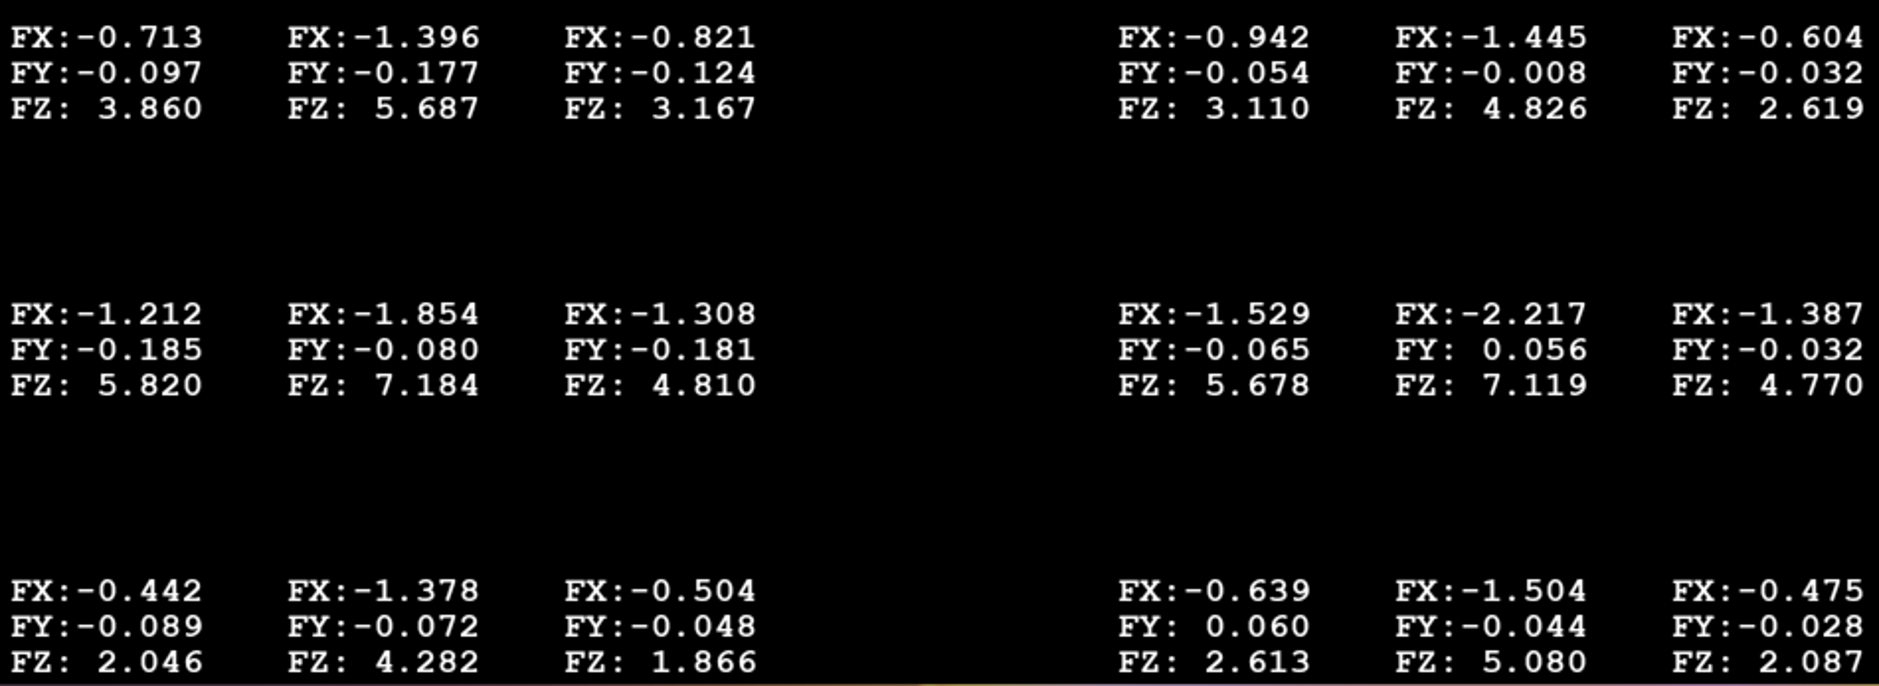 FX:-0.713 FX:-1.396 FX:-0.821 FX:-0.942 FX:-1.445 FX:-0.604
FY:-0.097 FY:-0.177 FY:-0.124 FY:-0.054 FY:-0.008 FY:-0.032
FZ: 3.860 FZ: 5.687 FZ: 3.167 FZ: 3.110 FZ: 4.826 FZ: 2.619
FX:-1.212 FX:-1.854 FX:-1.308 FX:-1.529 FX:-2.217 FX:-1.387
FY:-0.185 FY:-0.080 FY:-0.181 FY:-0.065 FY: 0.056 FY:-0.032
FZ: 5.820 FZ: 7.184 FZ: 4.810 FZ: 5.678 FZ: 7.119 FZ: 4.770
FX:-0.442 FX:-1.378 FX:-0.504 FX:-0.639 FX:-1.504 FX:-0.475
FY:-0.089 FY:-0.072 FY:-0.048 FY: 0.060 FY:-0.044 FY:-0.028
FZ: 2.046 FZ: 4.282 FZ: 1.866 FZ: 2.613 FZ: 5.080 FZ: 2.087